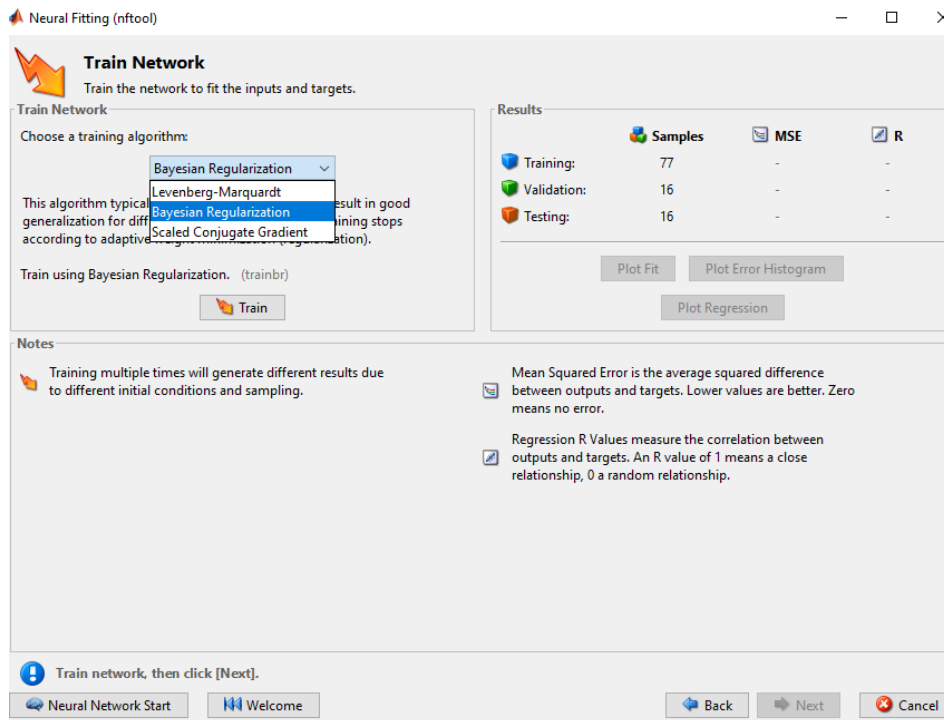 Neural Fitting (nftool)
Train Network
Train the network to fit the inputs and targets.
Train Network
Choose a training algorithm:
Bayesian Regularization
Levenberg-Marquardt
Bayesian Regularization
Scaled Conjugate Gradient
This algorithm typical
esult in good
generalization for diff
ining stops
according to adaptive weight minimization (regularization).
Train using Bayesian Regularization. (trainbr)
Train
Results
Samples MSE R
Training: 77 - -
Validation: 16 - -
Testing: 16 - -
Plot Fit Plot Error Histogram
Plot Regression
Notes
Training multiple times will generate different results due
to different initial conditions and sampling.
Mean Squared Error is the average squared difference
between outputs and targets. Lower values are better. Zero
means no error.
Regression R Values measure the correlation between
outputs and targets. An R value of 1 means a close
relationship, 0 a random relationship.
Train network, then click [Next].
Neural Network Start Welcome Back Next Cancel